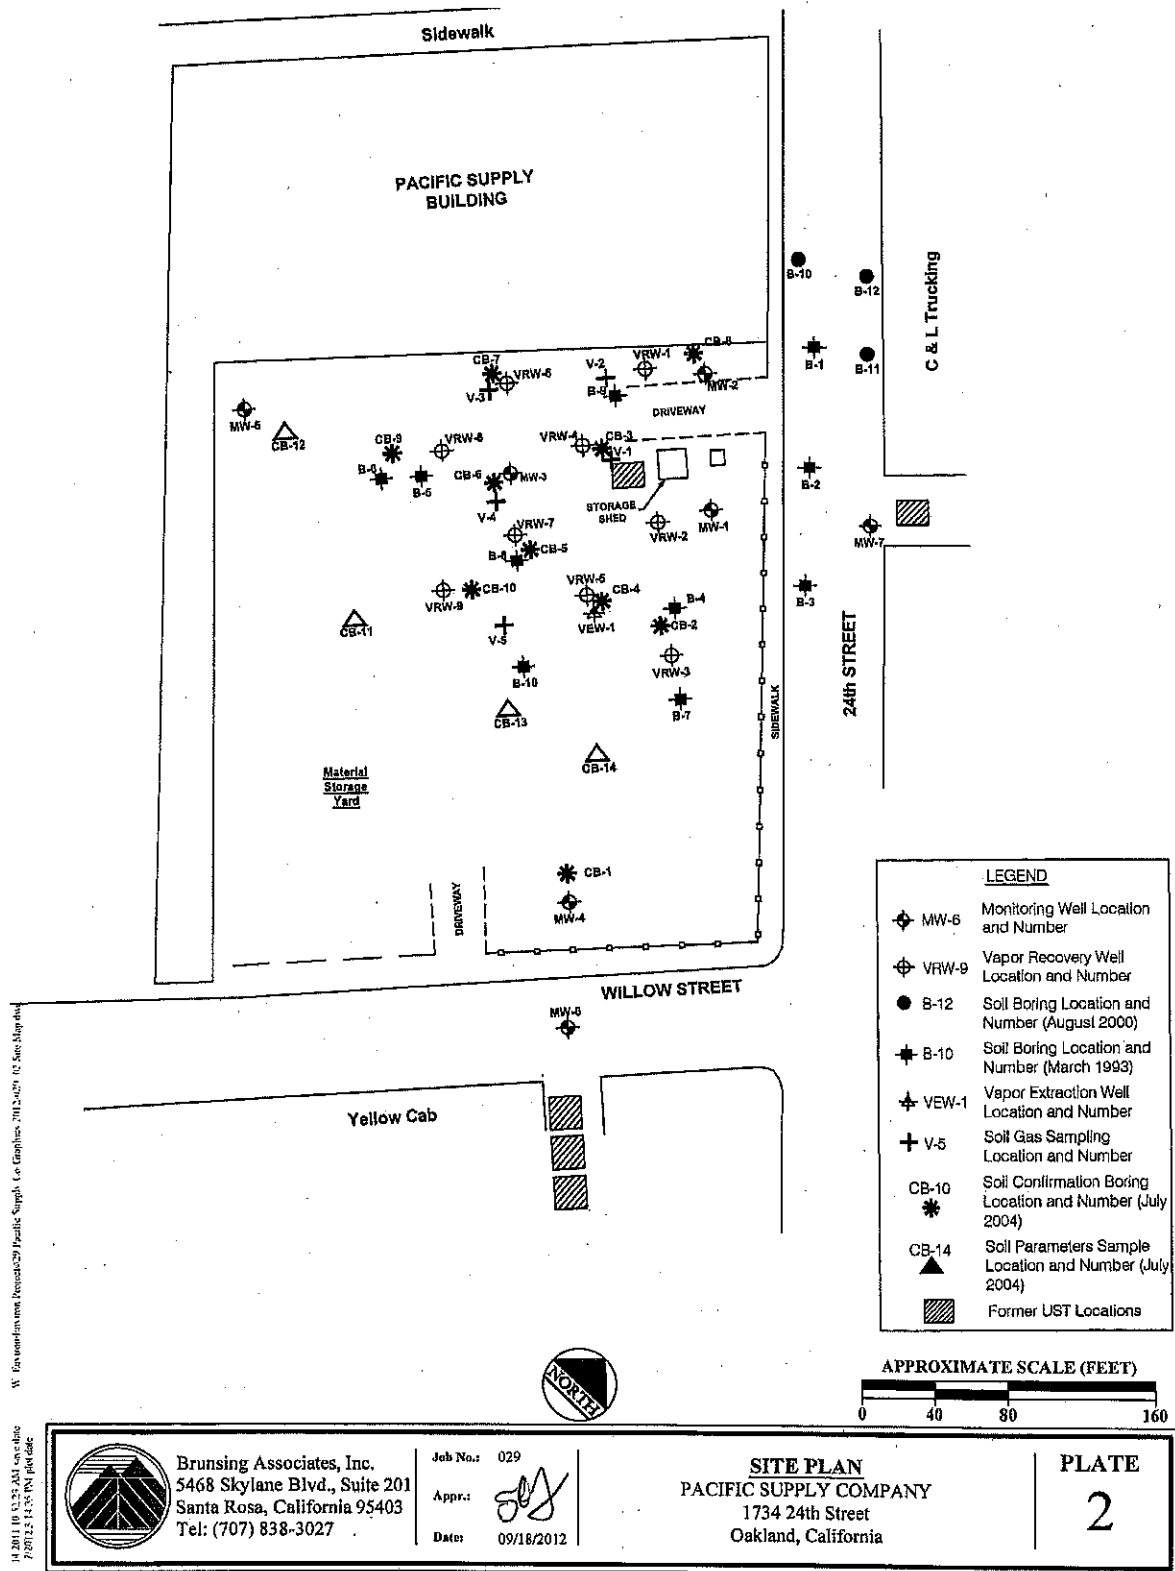 Sidewalk
PACIFIC SUPPLY
BUILDING
B-10
B-12
C & L Trucking
B-1
B-11
CB-7
VRW-6
V-3
V-2
B-9
VRW-1
CB-8
MW-2
DRIVEWAY
MW-5
CB-12
CB-9
VRW-8
B-6
B-5
CB-6
MW-3
V-4
VRW-4
CB-3
V-1
STORAGE
SHED
VRW-2
MW-1
B-2
MW-7
VRW-7
B-8
CB-5
VRW-9
CB-10
VRW-5
CB-4
VEW-1
B-4
CB-2
B-3
CB-11
V-5
B-10
VRW-3
B-7
CB-13
CB-14
24th STREET
SIDEWALK
Material
Storage
Yard
CB-1
MW-4
DRIVEWAY
WILLOW STREET
MW-6
Yellow Cab
LEGEND
MW-6 Monitoring Well Location
and Number
VRW-9 Vapor Recovery Well
Location and Number
B-12 Soil Boring Location and
Number (August 2000)
B-10 Soil Boring Location and
Number (March 1993)
VEW-1 Vapor Extraction Well
Location and Number
V-5 Soil Gas Sampling
Location and Number
CB-10 Soil Confirmation Boring
Location and Number (July
2004)
CB-14 Soil Parameters Sample
Location and Number (July
2004)
Former UST Locations
NORTH
APPROXIMATE SCALE (FEET)
0 40 80 160
Brunsing Associates, Inc.
5468 Skylane Blvd., Suite 201
Santa Rosa, California 95403
Tel: (707) 838-3027
Job No.: 029
Appr.:
Date: 09/18/2012
SITE PLAN
PACIFIC SUPPLY COMPANY
1734 24th Street
Oakland, California
PLATE
2